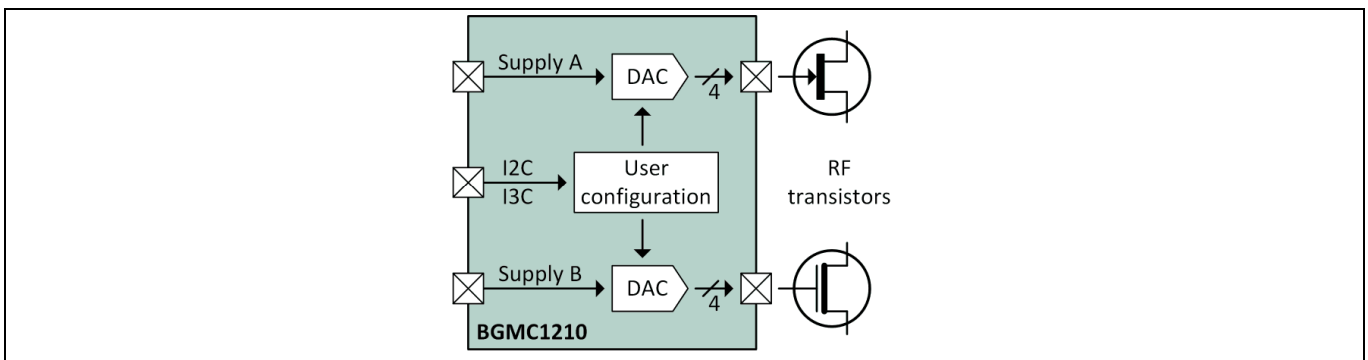 Supply A
DAC
4
I2C
I3C
User
configuration
RF
transistors
Supply B
DAC
4
BGMC1210